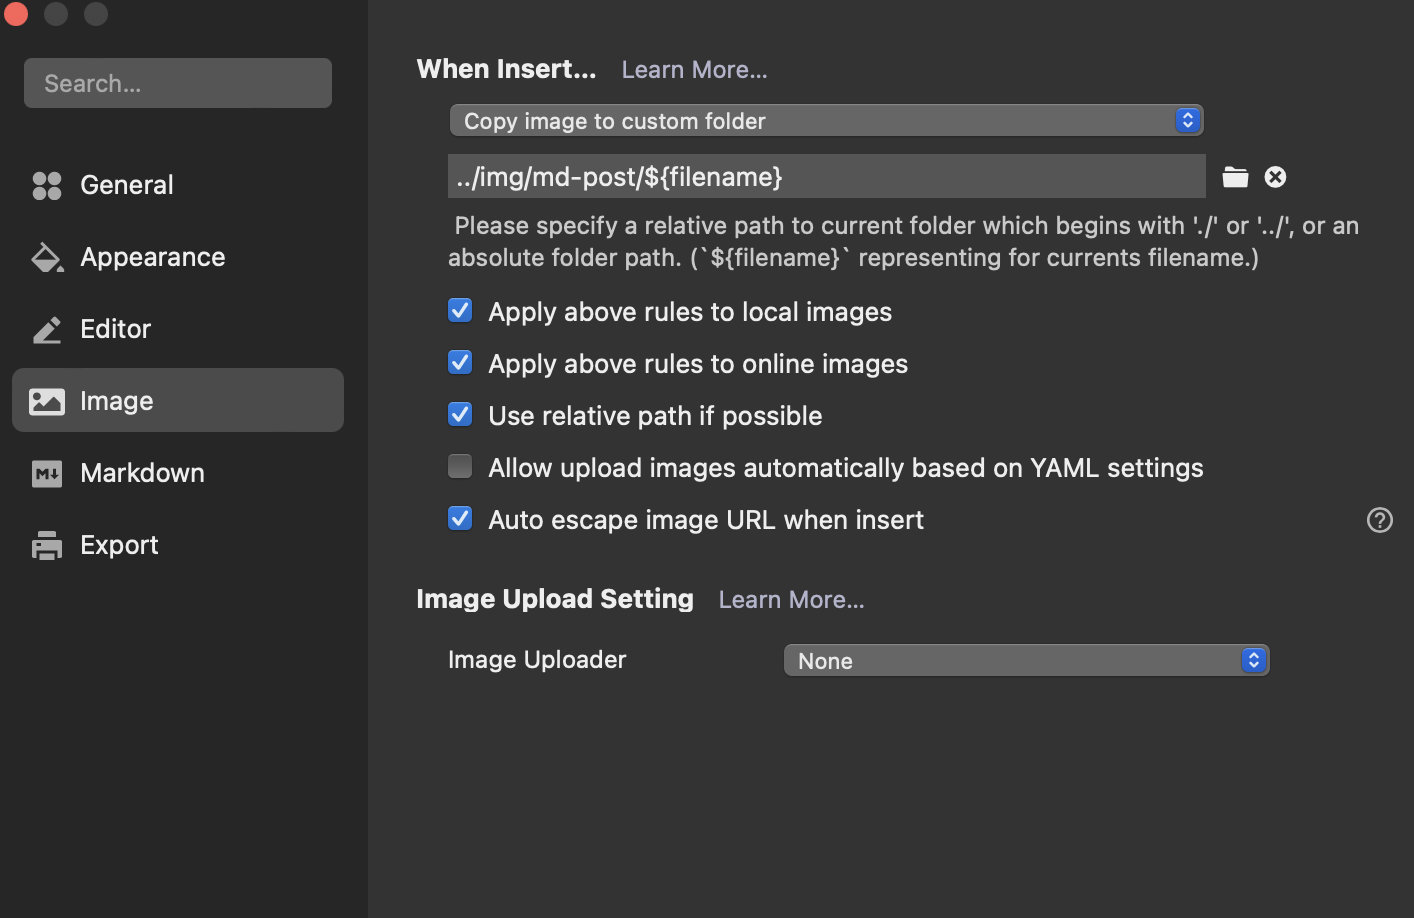 Search...
General
Appearance
Editor
Image
Markdown
Export
When Insert... Learn More...
Copy image to custom folder
../img/md-post/${filename}
Please specify a relative path to current folder which begins with './' or '../', or an
absolute folder path. (`${filename}` representing for currents filename.)
Apply above rules to local images
Apply above rules to online images
Use relative path if possible
Allow upload images automatically based on YAML settings
Auto escape image URL when insert
Image Upload Setting Learn More...
Image Uploader None